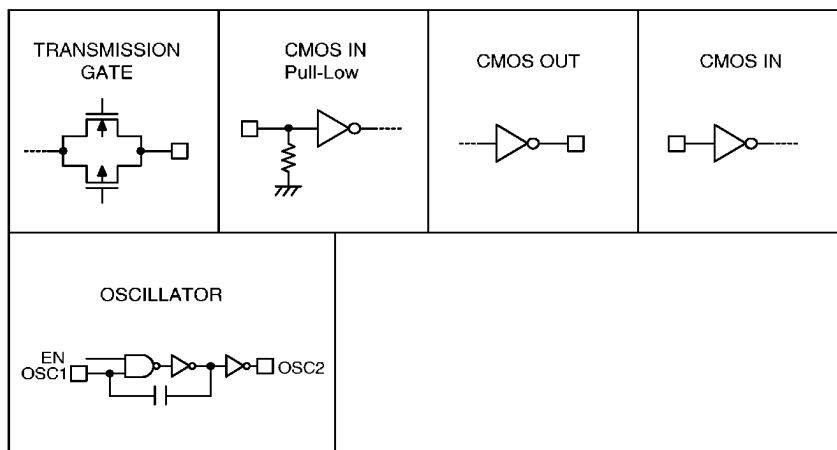 TRANSMISSION
GATE
CMOS IN
Pull-Low
CMOS OUT
CMOS IN
OSCILLATOR
EN
OSC1
OSC2